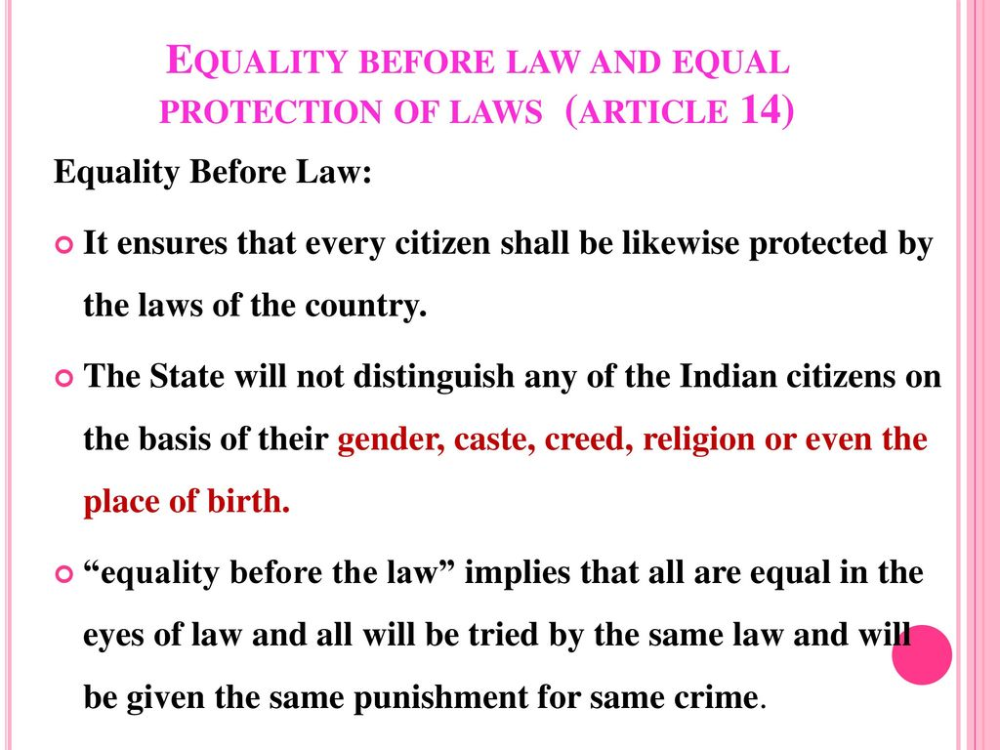 EQUALITY BEFORE LAW AND EQUAL
PROTECTION OF LAWS (ARTICLE 14)
Equality Before Law:
It ensures that every citizen shall be likewise protected by
the laws of the country.
The State will not distinguish any of the Indian citizens on
the basis of their gender, caste, creed, religion or even the
place of birth.
“equality before the law” implies that all are equal in the
eyes of law and all will be tried by the same law and will
be given the same punishment for same crime.